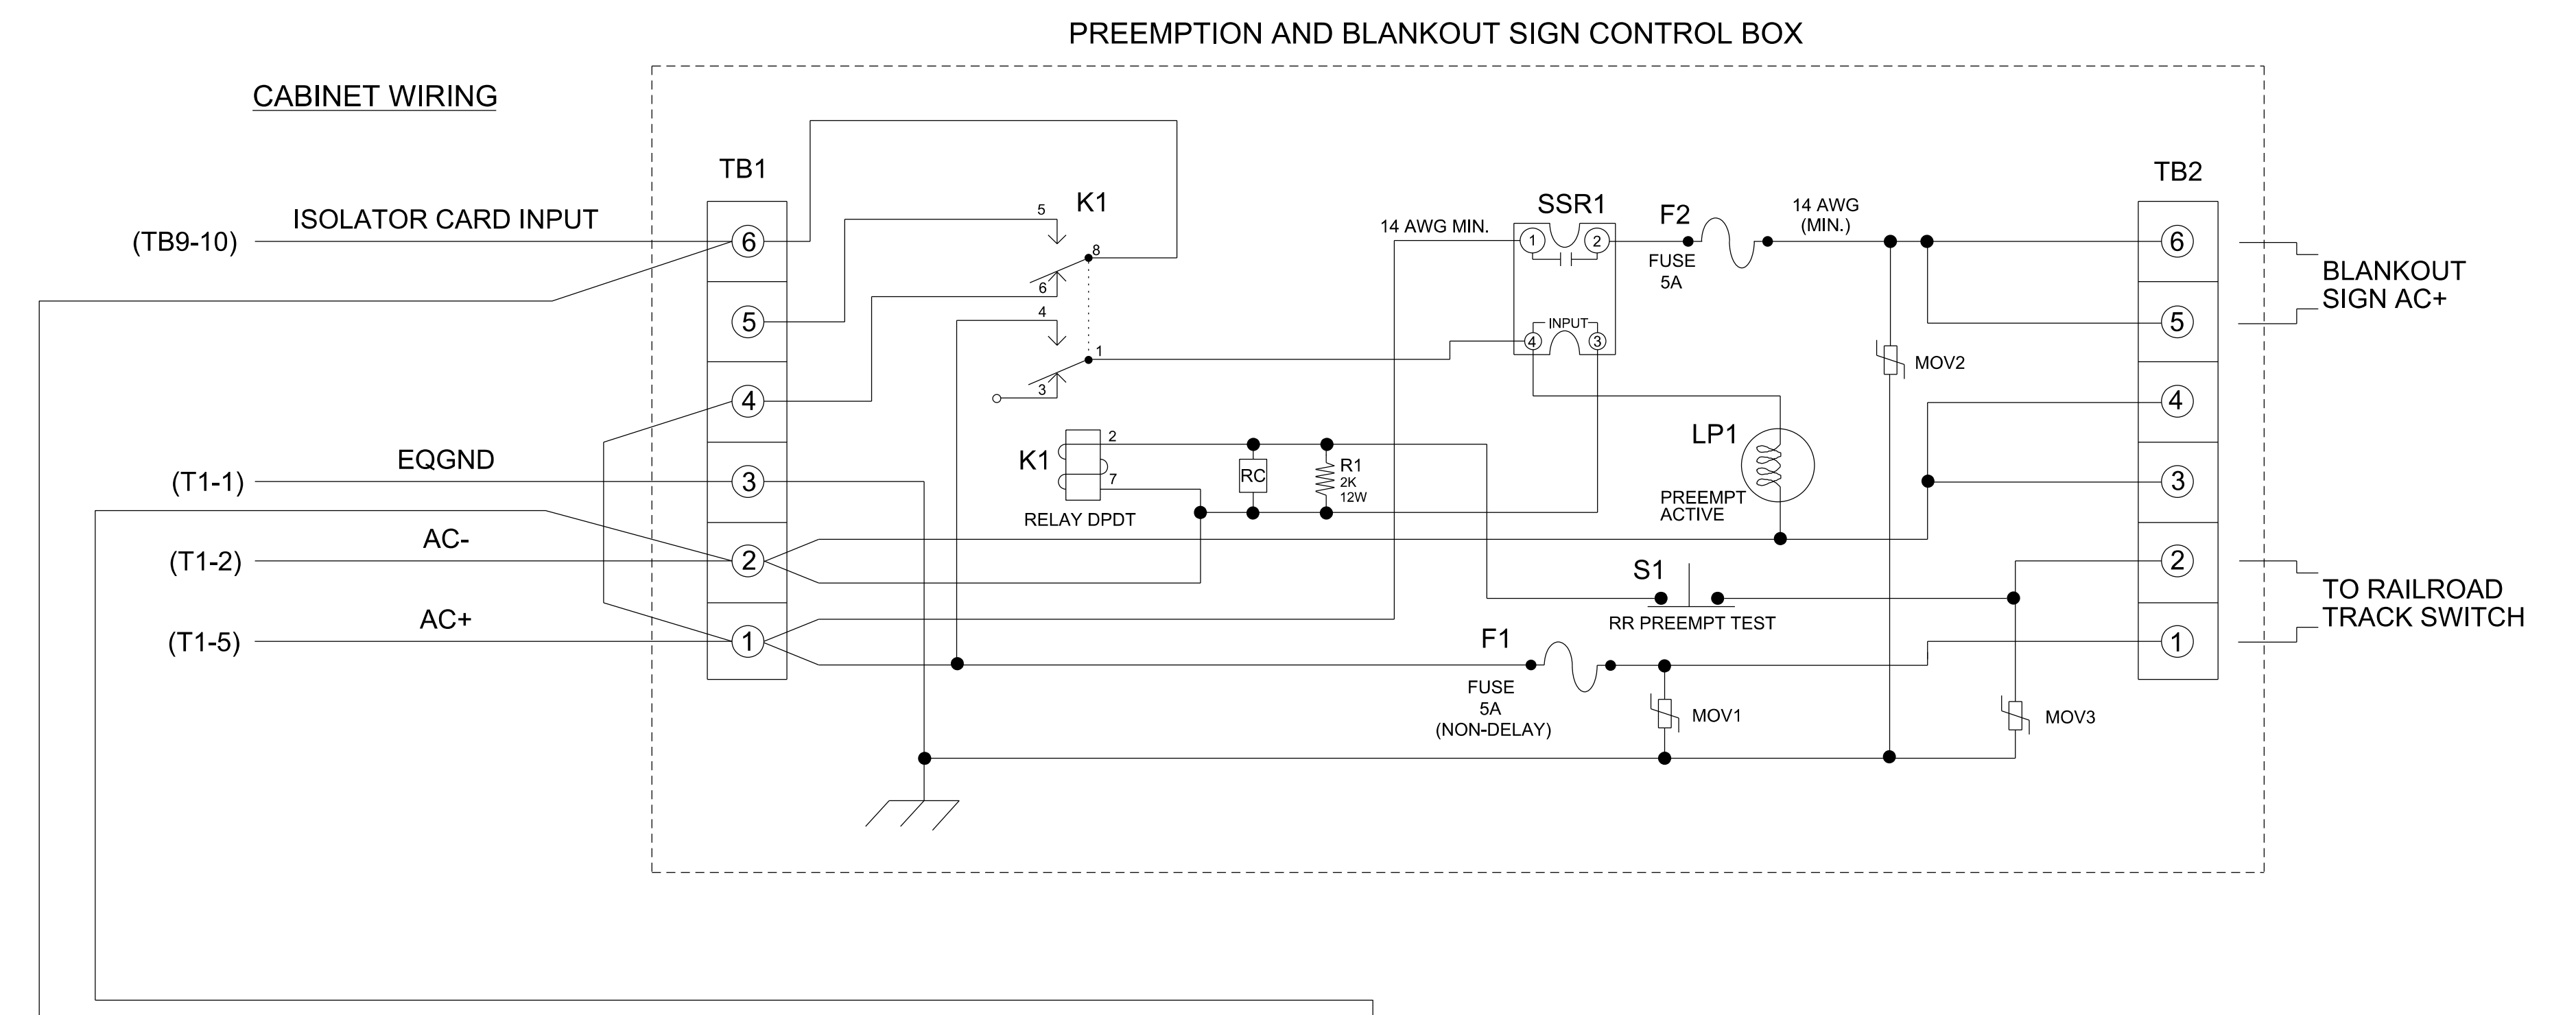 PREEMPTION AND BLANKOUT SIGN CONTROL BOX
CABINET WIRING
TB1
TB2
K1
SSR1
F2
14 AWG
(MIN.)
14 AWG MIN.
ISOLATOR CARD INPUT
(TB9-10)
6
5
8
1
2
6
FUSE
5A
BLANKOUT
SIGN AC+
6
4
5
INPUT
4
3
5
1
3
MOV2
4
4
K1
2
7
RELAY DPDT
RC
R1
2K
12W
LP1
PREEMPT
ACTIVE
EQGND
(T1-1)
3
3
AC-
(T1-2)
2
S1
RR PREEMPT TEST
2
TO RAILROAD
TRACK SWITCH
AC+
(T1-5)
1
F1
1
FUSE
5A
(NON-DELAY)
MOV1
MOV3